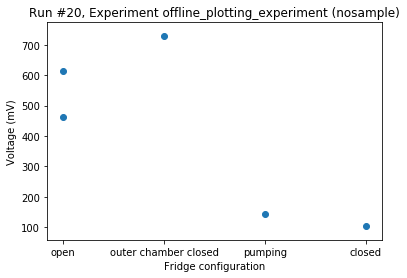 Run #20, Experiment offline_plotting_experiment (nosample)
Voltage (mV)
700
600
500
400
300
200
100
open outer chamber closed pumping closed
Fridge configuration